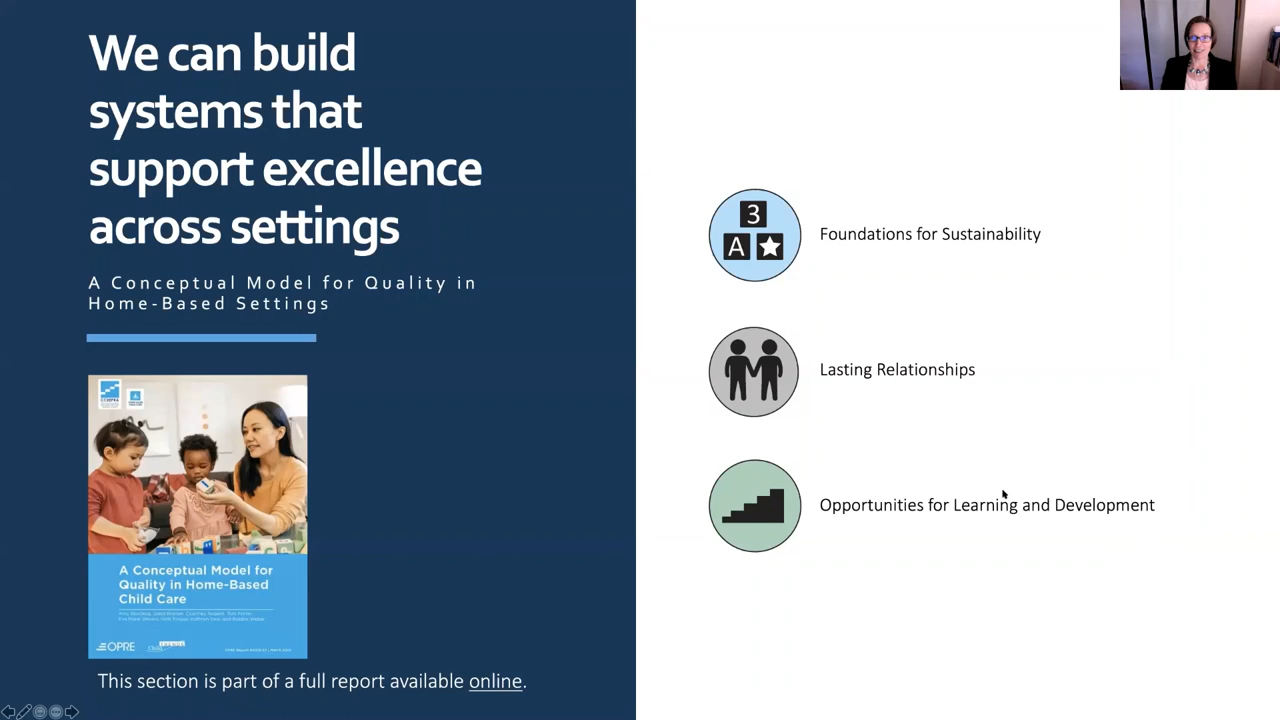 We can build
systems that
support excellence
across settings
A Conceptual Model for Quality in
Home-Based Settings
A Conceptual Model for
Quality in Home-Based
Child Care
OPRE
This section is part of a full report available online.
3
A
Foundations for Sustainability
Lasting Relationships
Opportunities for Learning and Development